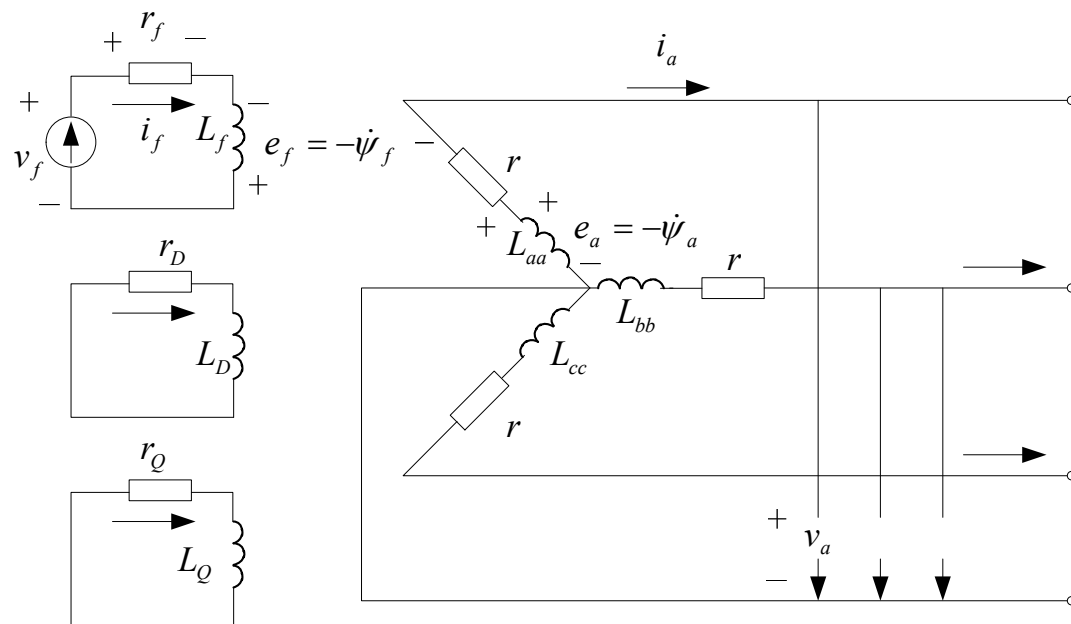 r_f
+ −
i_a
+
−
i_f
L_f
v_f
e_f = −ψ̇_f
−
−
+
r
+
+
L_aa
e_a = −ψ̇_a
−
r_D
r
L_bb
L_D
L_cc
r
r_Q
+
v_a
L_Q
−